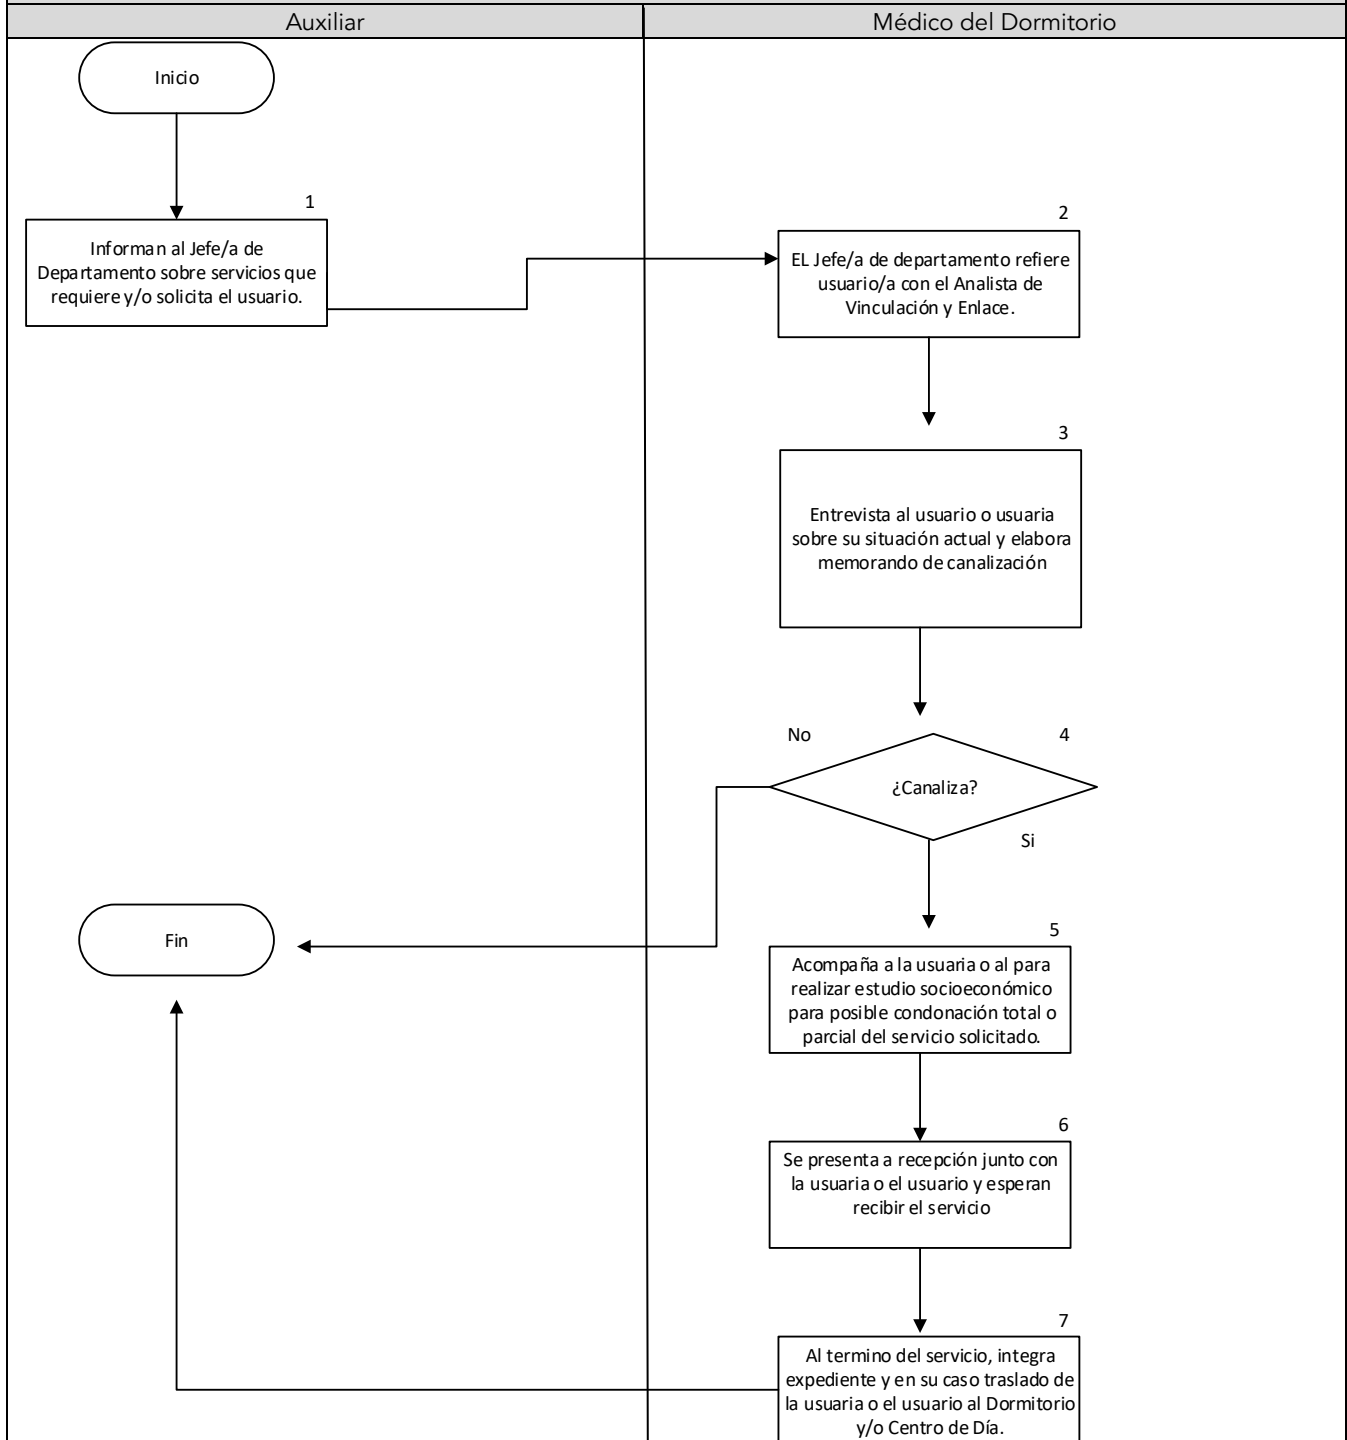 Auxiliar
Médico del Dormitorio
Inicio
1
Informan al Jefe/a de
Departamento sobre servicios que
requiere y/o solicita el usuario.
2
EL Jefe/a de departamento refiere
usuario/a con el Analista de
Vinculación y Enlace.
3
Entrevista al usuario o usuaria
sobre su situación actual y elabora
memorando de canalización
No
4
¿Canaliza?
Si
Fin
5
Acompaña a la usuaria o al para
realizar estudio socioeconómico
para posible condonación total o
parcial del servicio solicitado.
6
Se presenta a recepción junto con
la usuaria o el usuario y esperan
recibir el servicio
7
Al termino del servicio, integra
expediente y en su caso traslado de
la usuaria o el usuario al Dormitorio
y/o Centro de Día.